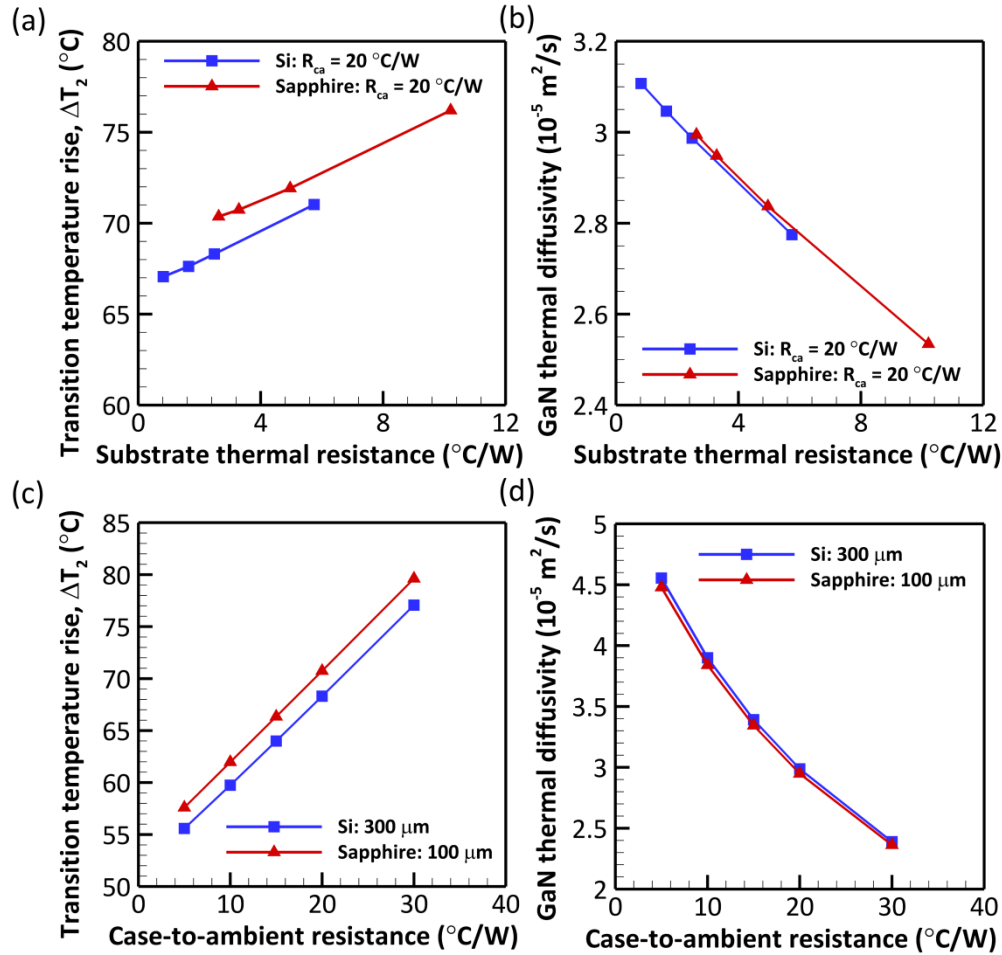 (a)
Transition temperature rise, ΔT₂ (°C)
80
75
70
65
60
0
4
8
12
Substrate thermal resistance (°C/W)
Si: R_ca = 20 °C/W
Sapphire: R_ca = 20 °C/W
(b)
GaN thermal diffusivity (10⁻⁵ m²/s)
3.2
3
2.8
2.6
2.4
0
4
8
12
Substrate thermal resistance (°C/W)
Si: R_ca = 20 °C/W
Sapphire: R_ca = 20 °C/W
(c)
Transition temperature rise, ΔT₂ (°C)
85
80
75
70
65
60
55
50
0
10
20
30
40
Case-to-ambient resistance (°C/W)
Si: 300 μm
Sapphire: 100 μm
(d)
GaN thermal diffusivity (10⁻⁵ m²/s)
5
4.5
4
3.5
3
2.5
2
0
10
20
30
40
Case-to-ambient resistance (°C/W)
Si: 300 μm
Sapphire: 100 μm